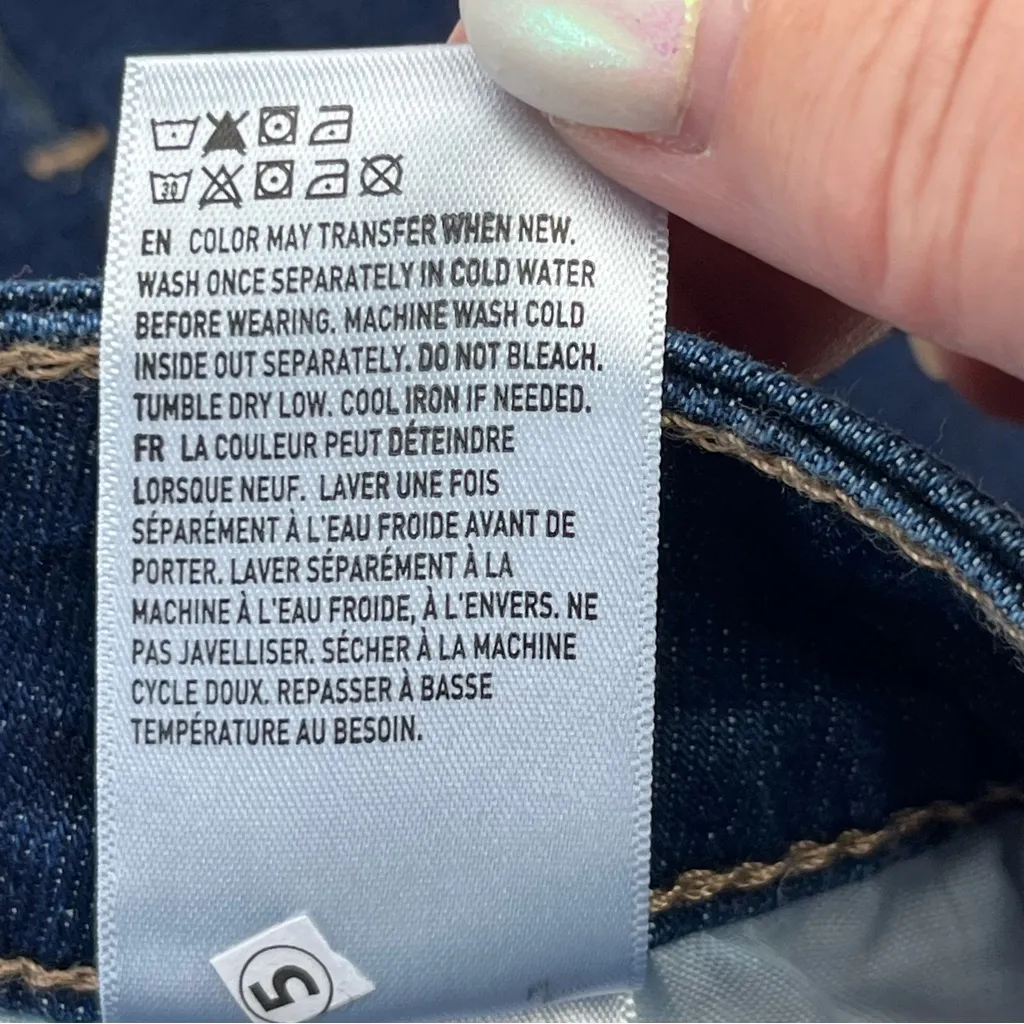 30
EN COLOR MAY TRANSFER WHEN NEW.
WASH ONCE SEPARATELY IN COLD WATER
BEFORE WEARING. MACHINE WASH COLD
INSIDE OUT SEPARATELY. DO NOT BLEACH.
TUMBLE DRY LOW. COOL IRON IF NEEDED.
FR LA COULEUR PEUT DÉTEINDRE
LORSQUE NEUF. LAVER UNE FOIS
SÉPARÉMENT À L'EAU FROIDE AVANT DE
PORTER. LAVER SÉPARÉMENT À LA
MACHINE À L'EAU FROIDE, À L'ENVERS. NE
PAS JAVELLISER. SÉCHER À LA MACHINE
CYCLE DOUX. REPASSER À BASSE
TEMPÉRATURE AU BESOIN.
5